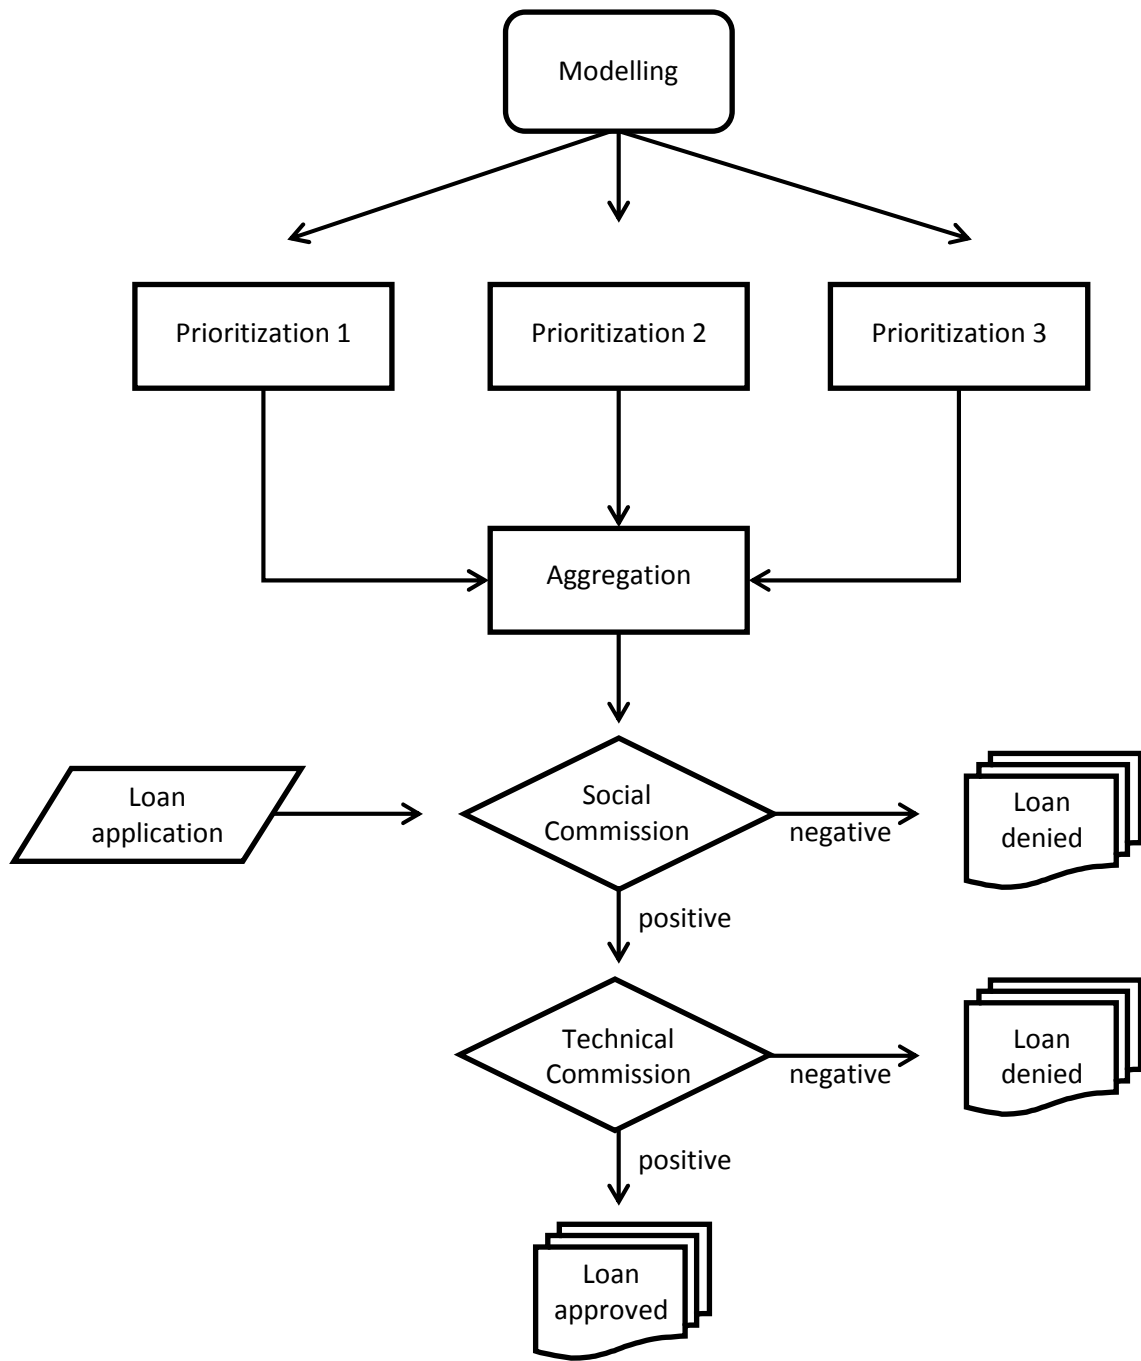 Modelling
Prioritization 1
Prioritization 2
Prioritization 3
Aggregation
Loan
application
Social
Commission
negative
Loan
denied
positive
Technical
Commission
negative
Loan
denied
positive
Loan
approved